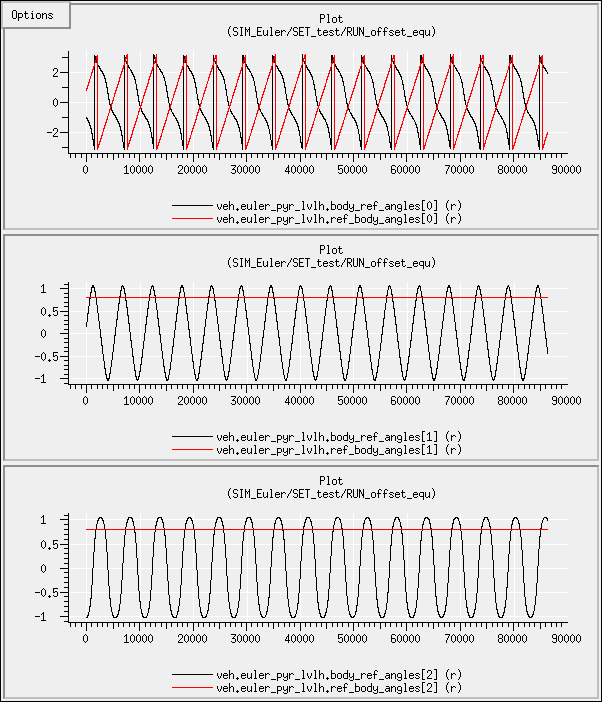 Options
Plot
(SIM_Euler/SET_test/RUN_offset_equ)
2
0
-2
0 10000 20000 30000 40000 50000 60000 70000 80000 90000
veh.euler_pyr_lvlh.body_ref_angles[0] (r)
veh.euler_pyr_lvlh.ref_body_angles[0] (r)
Plot
(SIM_Euler/SET_test/RUN_offset_equ)
1
0.5
0
-0.5
-1
0 10000 20000 30000 40000 50000 60000 70000 80000 90000
veh.euler_pyr_lvlh.body_ref_angles[1] (r)
veh.euler_pyr_lvlh.ref_body_angles[1] (r)
Plot
(SIM_Euler/SET_test/RUN_offset_equ)
1
0.5
0
-0.5
-1
0 10000 20000 30000 40000 50000 60000 70000 80000 90000
veh.euler_pyr_lvlh.body_ref_angles[2] (r)
veh.euler_pyr_lvlh.ref_body_angles[2] (r)